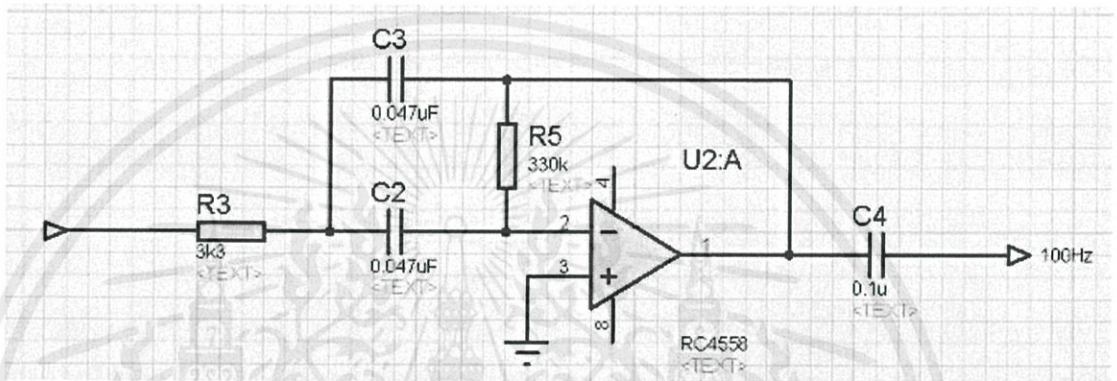 C3
0.047uF
<TEXT>
R5
330k
<TEXT>
U2:A
R3
3k3
<TEXT>
C2
0.047uF
<TEXT>
2
3
4
8
1
C4
0.1u
<TEXT>
100Hz
RC4558
<TEXT>